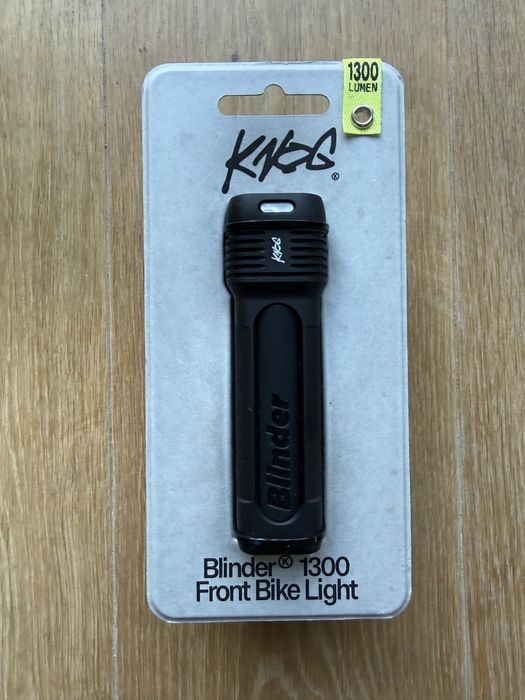 1300
LUMEN
KNOG
®
KNOG
Blinder
Blinder® 1300
Front Bike Light